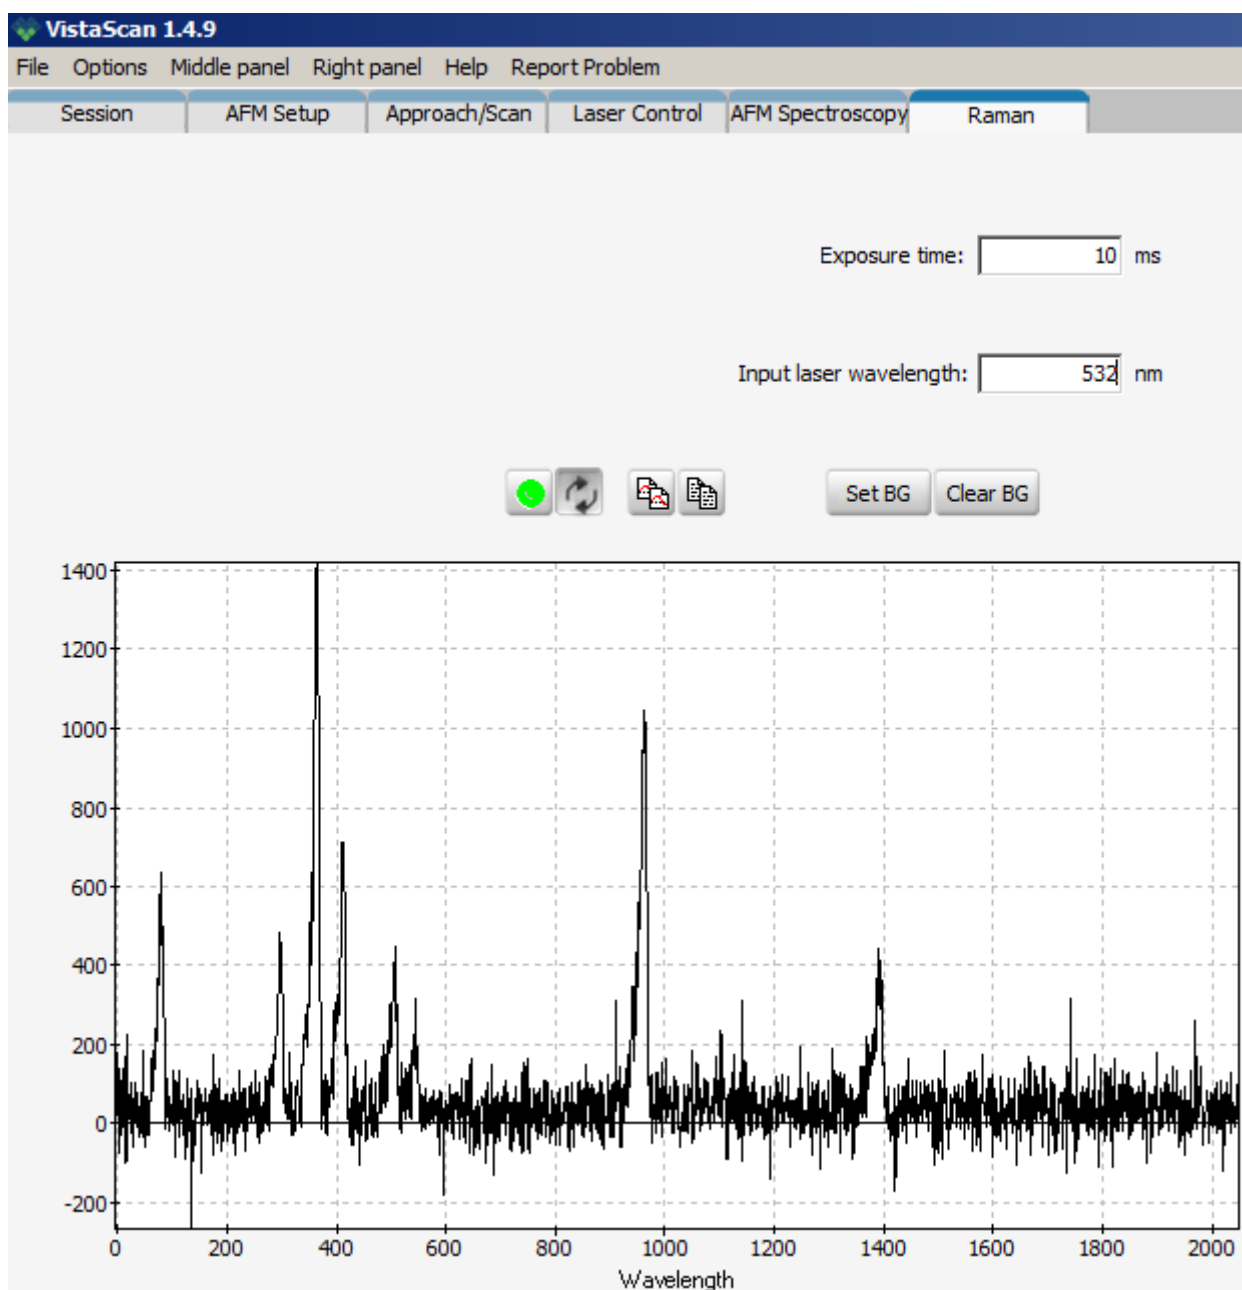 VistaScan 1.4.9
File Options Middle panel Right panel Help Report Problem
Session AFM Setup Approach/Scan Laser Control AFM Spectroscopy Raman
Exposure time: 10 ms
Input laser wavelength: 532 nm
Set BG Clear BG
1400
1200
1000
800
600
400
200
0
-200
0 200 400 600 800 1000 1200 1400 1600 1800 2000
Wavelength